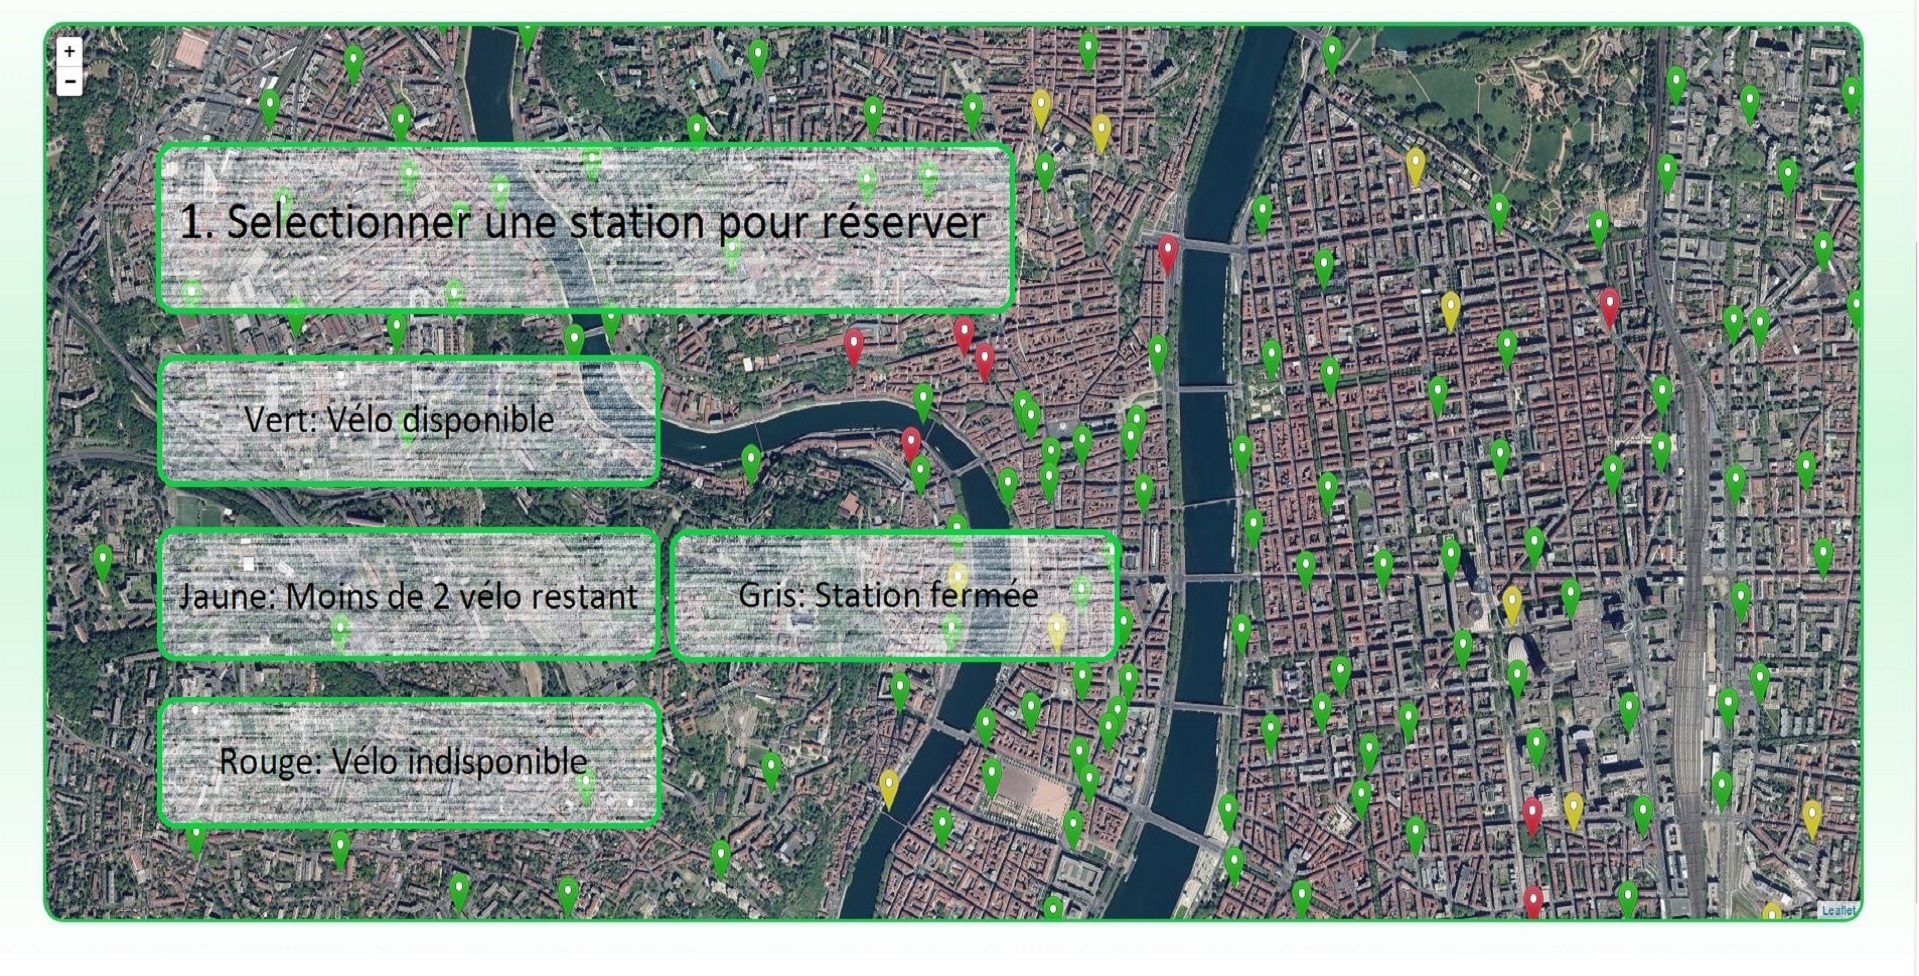 +
-
1. Selectionner une station pour réserver
Vert: Vélo disponible
Jaune: Moins de 2 vélo restant
Gris: Station fermée
Rouge: Vélo indisponible
Leaflet